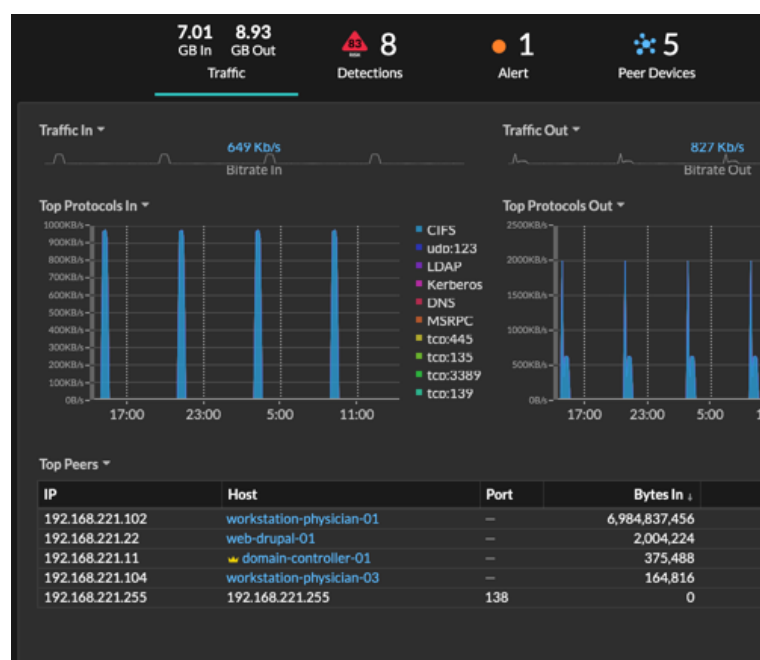 7.01 8.93
GB In GB Out
Traffic
83
RISK
8
Detections
1
Alert
5
Peer Devices
Traffic In
649 Kb/s
Bitrate In
Traffic Out
827 Kb/s
Bitrate Out
Top Protocols In
1000KB/s
900KB/s
800KB/s
700KB/s
600KB/s
500KB/s
400KB/s
300KB/s
200KB/s
100KB/s
0B/s
17:00 23:00 5:00 11:00
CIFS
udp:123
LDAP
Kerberos
DNS
MSRPC
tcp:445
tcp:135
tcp:3389
tcp:139
Top Protocols Out
2500KB/s
2000KB/s
1500KB/s
1000KB/s
500KB/s
0B/s
17:00 23:00 5:00 1
Top Peers
IP Host Port Bytes In ↓
192.168.221.102 workstation-physician-01 — 6,984,837,456
192.168.221.22 web-drupal-01 — 2,004,224
192.168.221.11 domain-controller-01 — 375,488
192.168.221.104 workstation-physician-03 — 164,816
192.168.221.255 192.168.221.255 138 0